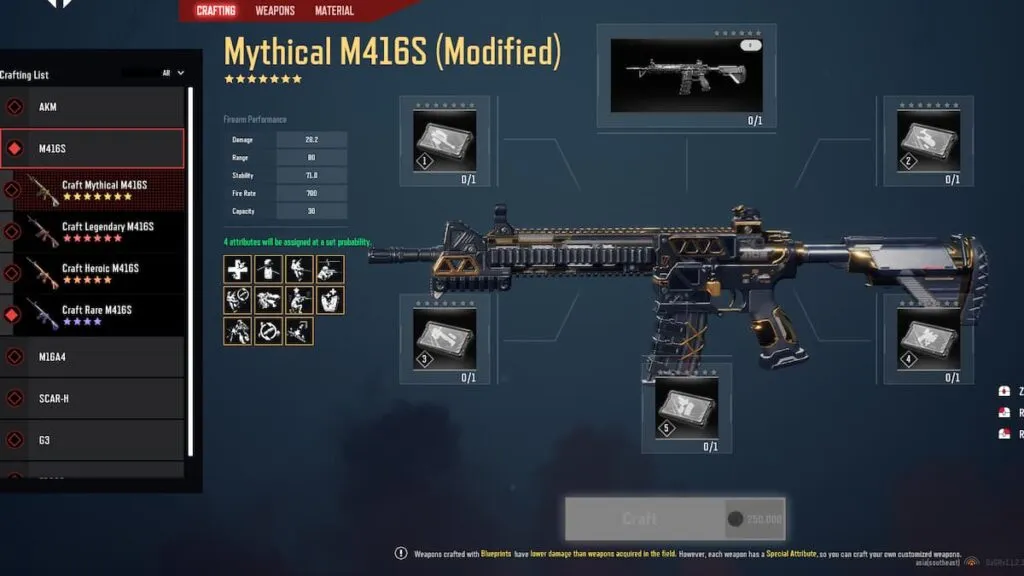 CRAFTING WEAPONS MATERIAL
Mythical M416S (Modified)
Crafting List
All
AKM
M416S
Craft Mythical M416S
Craft Legendary M416S
Craft Heroic M416S
Craft Rare M416S
M16A4
SCAR-H
G3
Firearm Performance
Damage 28.2
Range 80
Stability 71.8
Fire Rate 700
Capacity 30
4 attributes will be assigned at a set probability.
0/1
1
0/1
2
0/1
3
0/1
4
0/1
5
0/1
Craft 250,000
Weapons crafted with Blueprints have lower damage than weapons acquired in the field. However, each weapon has a Special Attribute, so you can craft your own customized weapons.
asia(southeast)